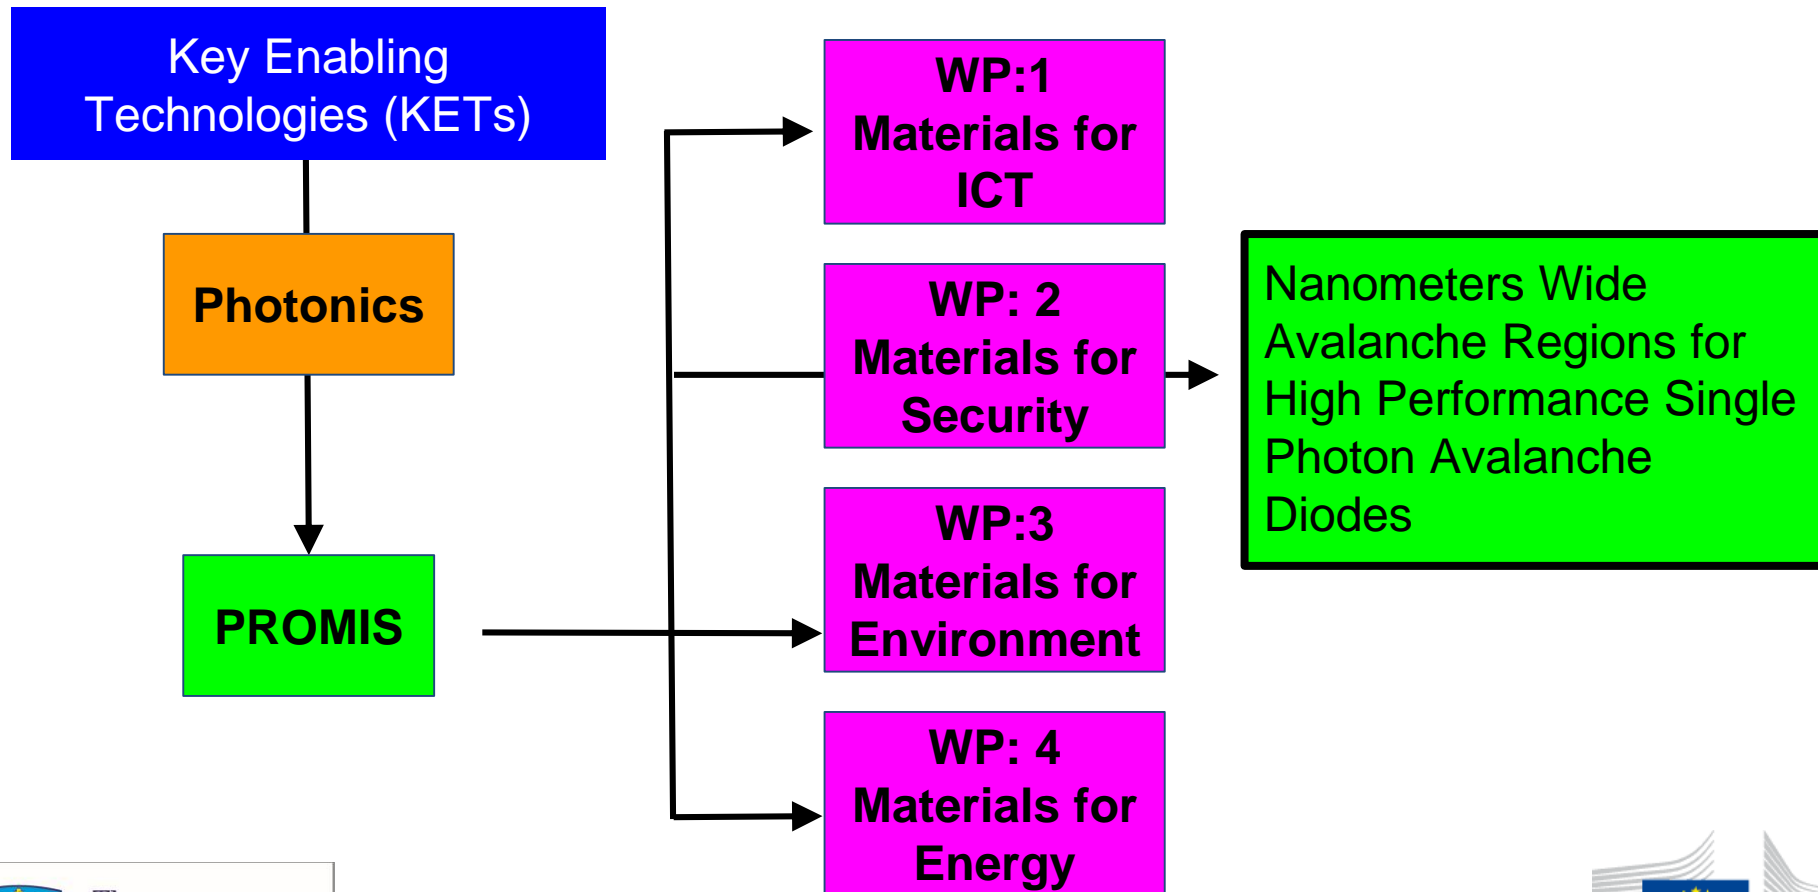 Key Enabling
Technologies (KETs)
Photonics
PROMIS
WP:1
Materials for
ICT
WP: 2
Materials for
Security
WP:3
Materials for
Environment
WP: 4
Materials for
Energy
Nanometers Wide
Avalanche Regions for
High Performance Single
Photon Avalanche
Diodes